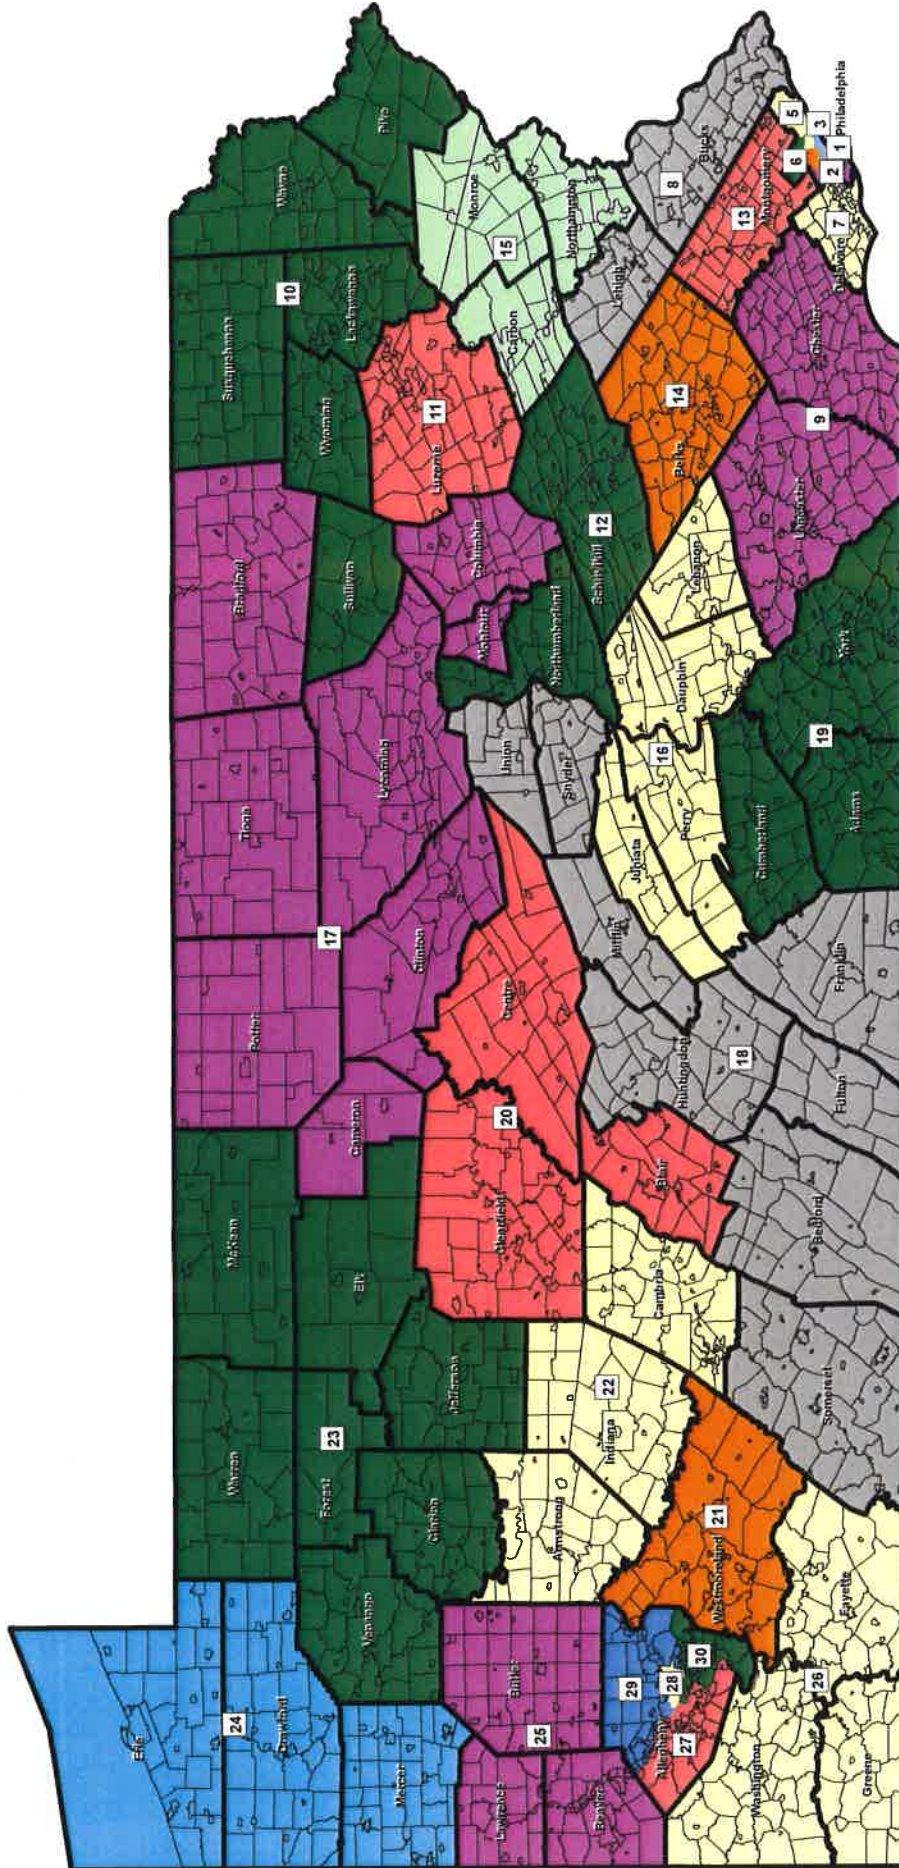 Erie
24
Crawford
Mercer
Warren
McKean
Potter
Tioga
Bradford
Susquehanna
Wayne
10
Wyoming
Lackawanna
Pike
Forest
23
Elk
Cameron
17
Sullivan
Venango
Clarion
Jefferson
Clinton
Lycoming
Columbia
Luzerne
11
Monroe
15
Lawrence
Butler
25
Beaver
Armstrong
Clearfield
20
Centre
Union
Montour
Northumberland
Carbon
Northampton
Indiana
22
Snyder
Schuylkill
12
Lehigh
Cambria
Blair
Huntingdon
18
Mifflin
Juniata
16
Perry
Dauphin
Lebanon
Berks
14
8
Bucks
Montgomery
13
29
Allegheny
28
30
27
Westmoreland
21
Washington
26
Fayette
Greene
Somerset
Bedford
Fulton
Franklin
Cumberland
19
Adams
York
Lancaster
9
Chester
Delaware
7
5
6
3
2
1
Philadelphia